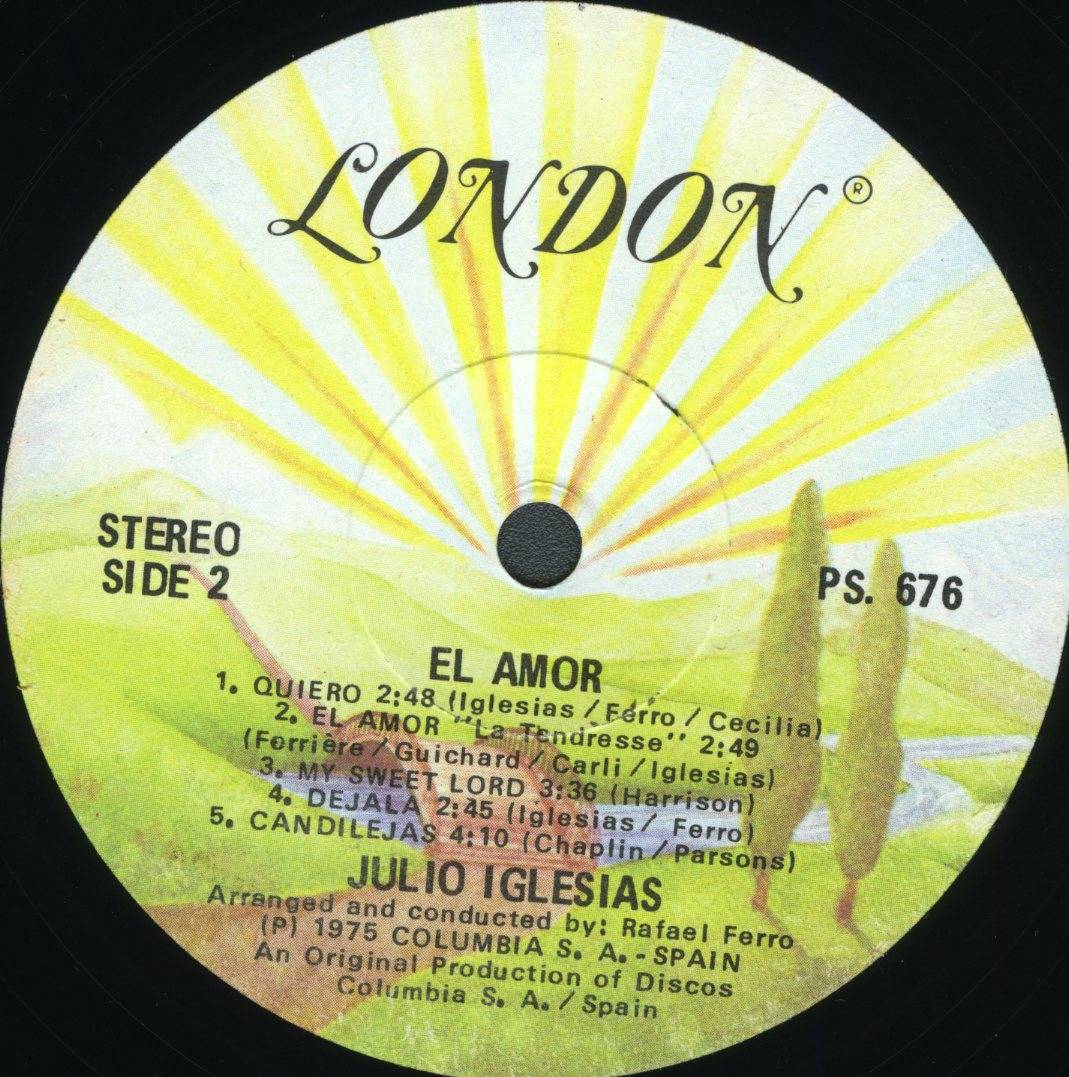 LONDON®
STEREO
SIDE 2
PS. 676
EL AMOR
1. QUIERO 2:48 (Iglesias / Ferro / Cecilia)
2. EL AMOR "La Tendresse" 2:49
(Ferrière / Guichard / Carli / Iglesias)
3. MY SWEET LORD 3:36 (Harrison)
4. DEJALA 2:45 (Iglesias / Ferro)
5. CANDILEJAS 4:10 (Chaplin / Parsons)
JULIO IGLESIAS
Arranged and conducted by: Rafael Ferro
(P) 1975 COLUMBIA S. A. - SPAIN
An Original Production of Discos
Columbia S. A. / Spain